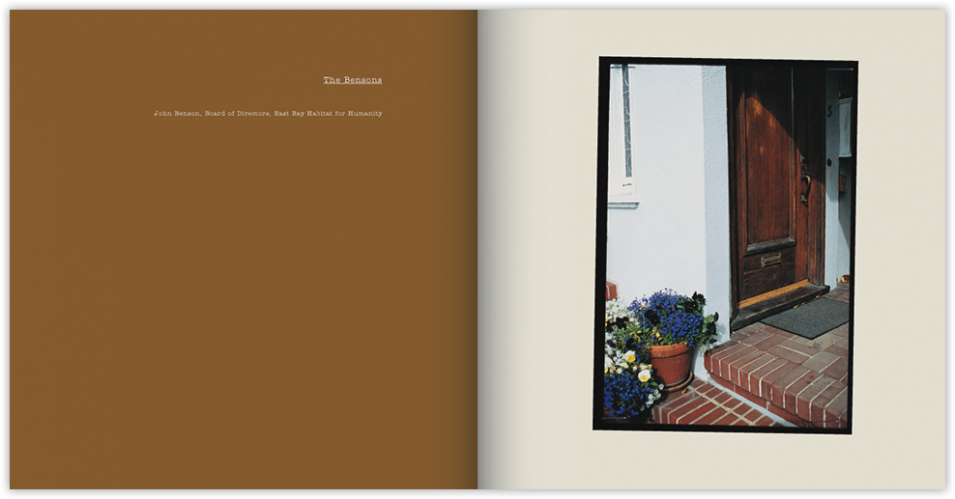 The Bensons
John Benson, Board of Directors, East Bay Habitat for Humanity